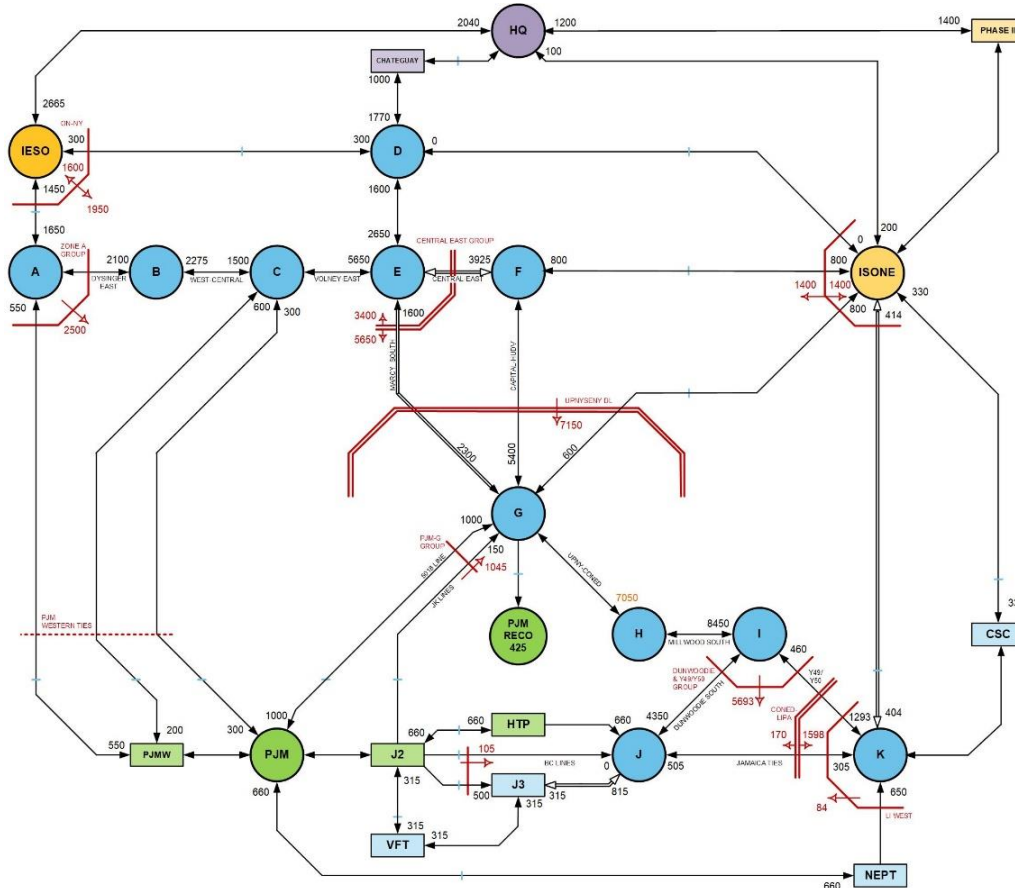 2040
HQ
1200
1400
PHASE II
100
CHATEGUAY
1000
2665
ON-NY
1770
IESO
300
300
D
0
1600
1450
1950
1600
1650
ZONE A
GROUP
2650
CENTRAL EAST GROUP
0
200
A
2100
B
2275
1500
C
5650
E
3925
F
800
800
ISONE
DYSINGER
EAST
WEST-CENTRAL
VOLNEY-EAST
CENTRAL EAST
550
600
300
1600
1400
1400
800
414
330
2500
3400
5650
MARCY SOUTH
CAPITAL-HUDV
UPNYSENY DL
7150
2300
5400
600
G
1000
PJM-G
GROUP
150
1045
5018 LINE
JK LINES
UPNY-CONED
7050
PJM
WESTERN TIES
PJM
RECO
425
H
8450
I
MILLWOOD SOUTH
460
33
CSC
DUNWOODIE
& Y49/Y50
GROUP
Y49/
Y50
5693
DUNWOODIE SOUTH
CONED-
LIPA
1293
404
1000
200
300
660
660
HTP
660
4350
170
1598
550
PJMW
PJM
J2
105
BC LINES
J
JAMAICA TIES
K
0
505
305
660
315
500
J3
315
815
650
315
84
LI WEST
VFT
315
NEPT
660